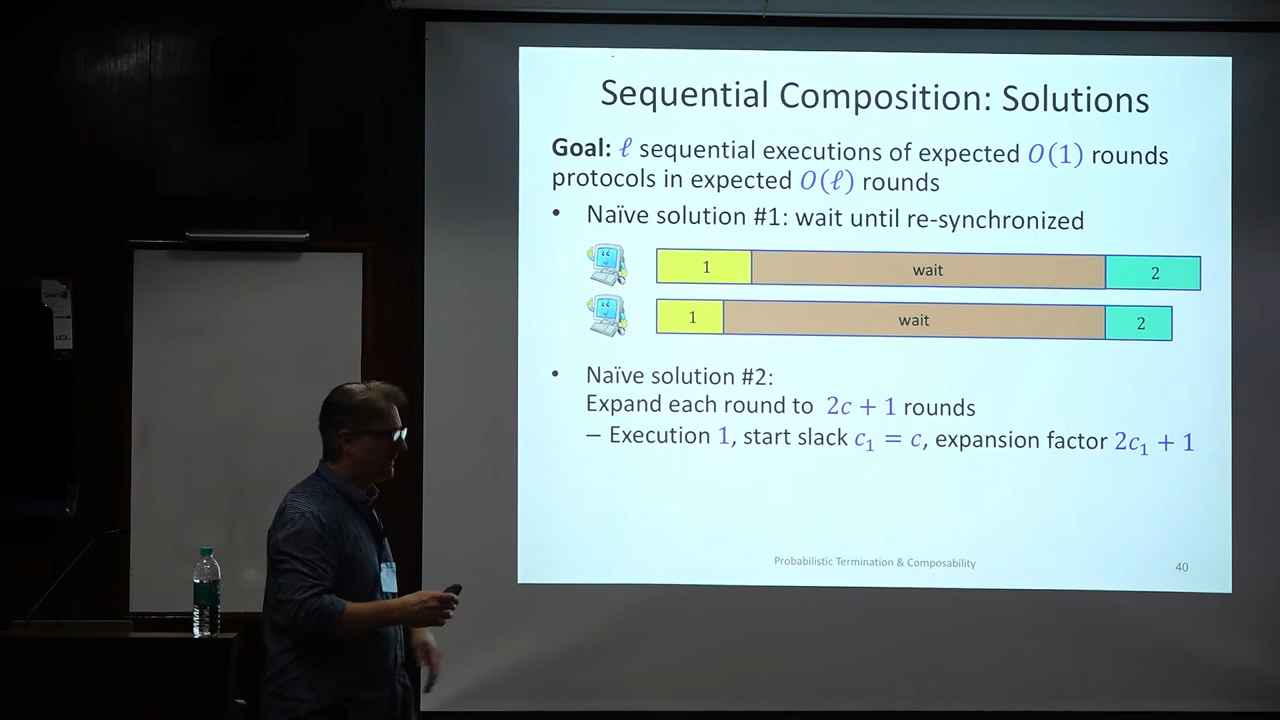 Sequential Composition: Solutions
Goal: ℓ sequential executions of expected O(1) rounds
protocols in expected O(ℓ) rounds
• Naïve solution #1: wait until re-synchronized
1 wait 2
1 wait 2
• Naïve solution #2:
Expand each round to 2c + 1 rounds
– Execution 1, start slack c₁ = c, expansion factor 2c₁ + 1
Probabilistic Termination & Composability 40